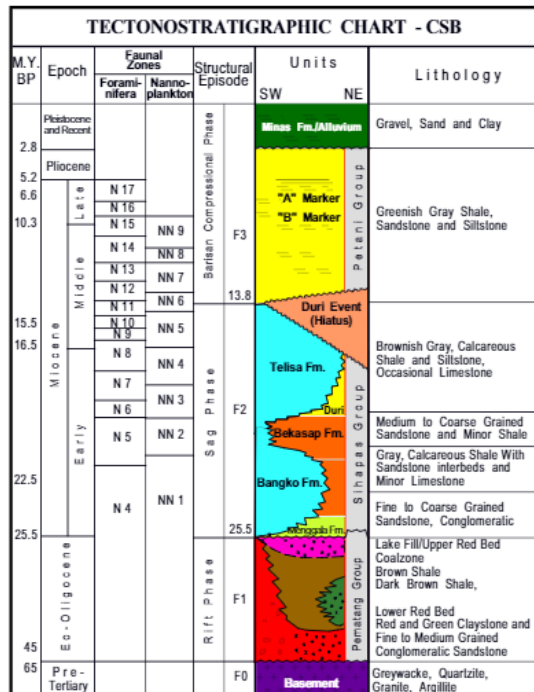 TECTONOSTRATIGRAPHIC CHART - CSB
M.Y. BP
Epoch
Faunal Zones
Forami-nifera
Nanno-plankton
Structural Episode
Units
SW NE
Lithology
Pleistocene and Recent
Minas Fm./Alluvium
Gravel, Sand and Clay
2.8
Pliocene
5.2
6.6
10.3
15.5
16.5
22.5
25.5
45
65
Miocene
Late
Middle
Early
Eo-Oligocene
Pre-Tertiary
N 17
N 16
N 15
N 14
N 13
N 12
N 11
N 10
N 9
N 8
N 7
N 6
N 5
N 4
NN 9
NN 8
NN 7
NN 6
NN 5
NN 4
NN 3
NN 2
NN 1
Barisan Compressional Phase
Sag Phase
Rift Phase
F3
13.8
F2
25.5
F1
F0
"A" Marker
"B" Marker
Petani Group
Greenish Gray Shale,
Sandstone and Sillstone
Duri Event
(Hiatus)
Telisa Fm.
Duri
Bekasap Fm.
Bangko Fm.
Menggala Fm.
Sihapas Group
Brownish Gray, Calcareous
Shale and Siltstone,
Occasional Limestone
Medium to Coarse Grained
Sandstone and Minor Shale
Gray, Calcareous Shale With
Sandstone interbeds and
Minor Limestone
Fine to Coarse Grained
Sandstone, Conglomeratic
Pematang Group
Lake Fill/Upper Red Bed
Coalzone
Brown Shale
Dark Brown Shale,
Lower Red Bed
Red and Green Claystone and
Fine to Medium Grained
Conglomeratic Sandstone
Basement
Greywacke, Quartzite,
Granite, Argillite